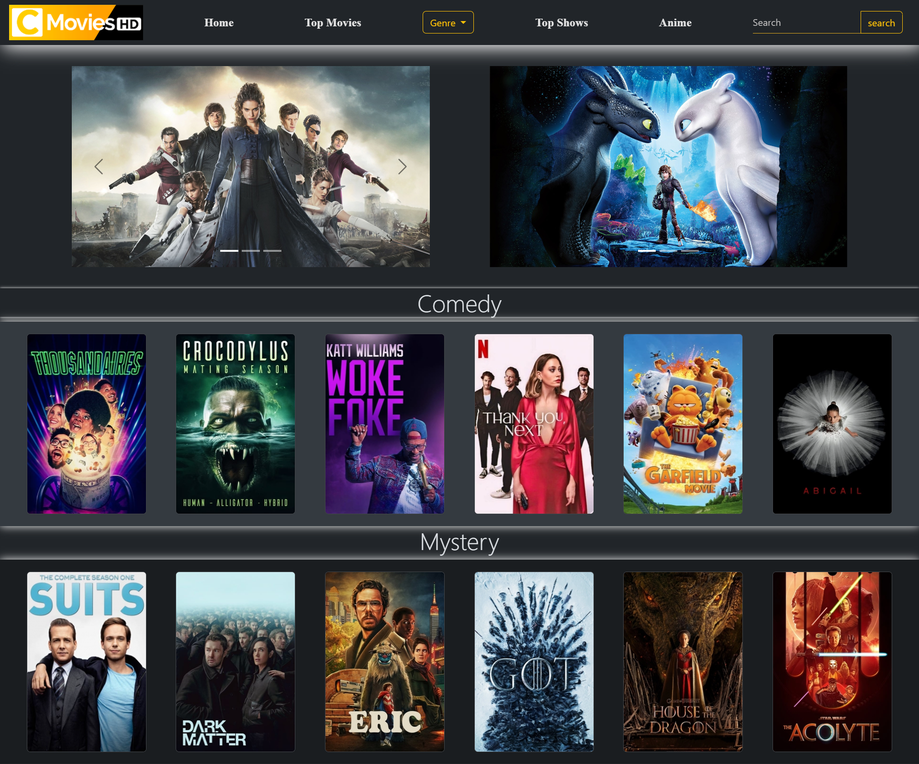 C Movies HD
Home
Top Movies
Genre
Top Shows
Anime
Search
search
Comedy
THOU$ANDAIRES
CROCODYLUS
MATING SEASON
HUMAN - ALLIGATOR - HYBRID
KATT WILLIAMS
WOKE
FOKE
N
THANK YOU
NEXT
THE
GARFIELD
MOVIE
ABIGAIL
Mystery
THE COMPLETE SEASON ONE
SUITS
DARK
MATTER
ERIC
GOT
HOUSE OF THE
DRAGON
STAR WARS
THE ACOLYTE